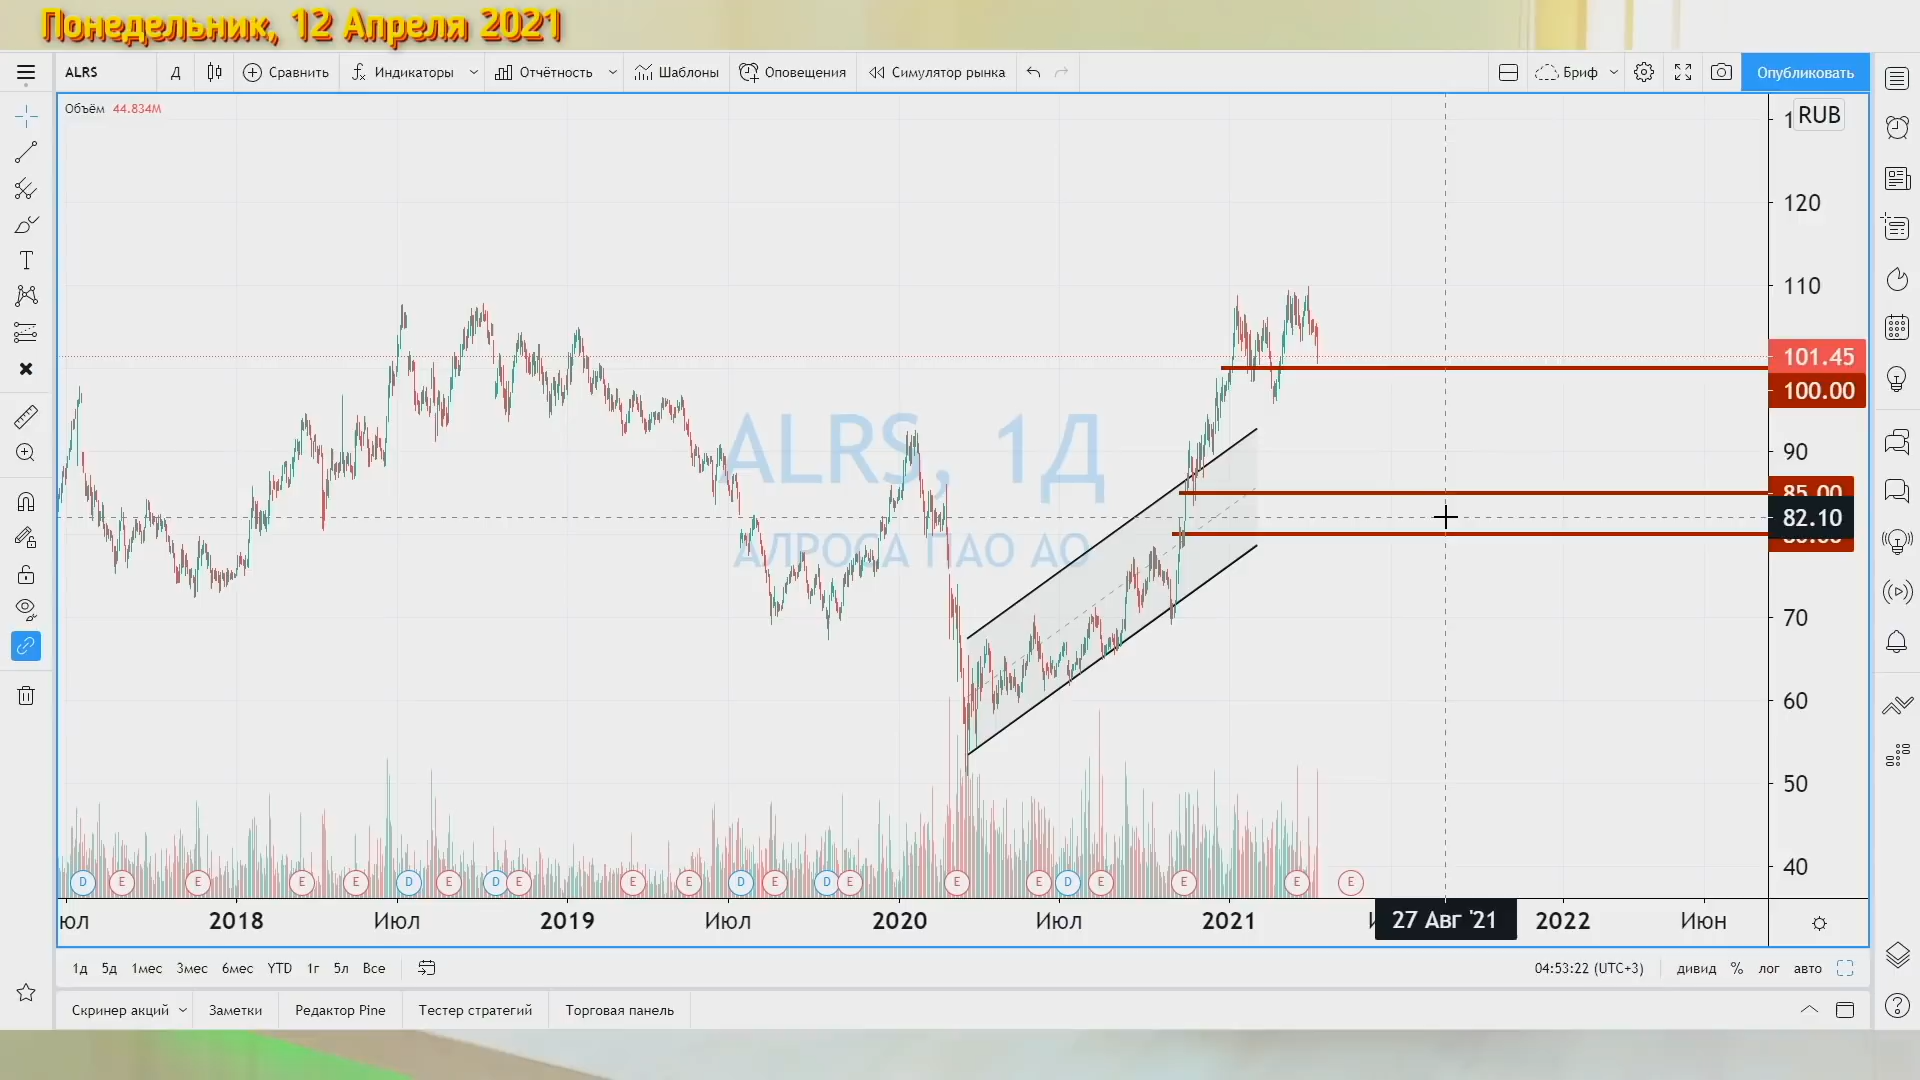 Понедельник, 12 Апреля 2021
ALRS Д Сравнить Индикаторы Отчётность Шаблоны Оповещения Симулятор рынка Бриф Опубликовать
Объём 44.834M
RUB
120
110
101.45
100.00
90
85.00
82.10
70
60
50
40
ALRS, 1Д
АЛРОСА ПАО АО
D E E E E D E D E E E D E D E E E D E E E E
2018 Июл 2019 Июл 2020 Июл 2021 27 Авг '21 2022 Июн
1д 5д 1мес 3мес 6мес YTD 1г 5л Все 04:53:22 (UTC+3) дивид % лог авто
Скринер акций Заметки Редактор Pine Тестер стратегий Торговая панель